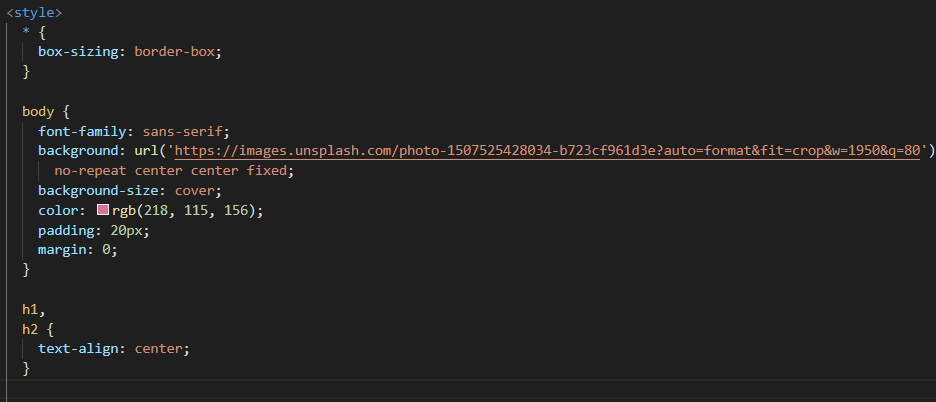 <style>
* {
box-sizing: border-box;
}
body {
font-family: sans-serif;
background: url('https://images.unsplash.com/photo-1507525428034-b723cf961d3e?auto=format&fit=crop&w=1950&q=80')
no-repeat center center fixed;
background-size: cover;
color: rgb(218, 115, 156);
padding: 20px;
margin: 0;
}
h1,
h2 {
text-align: center;
}